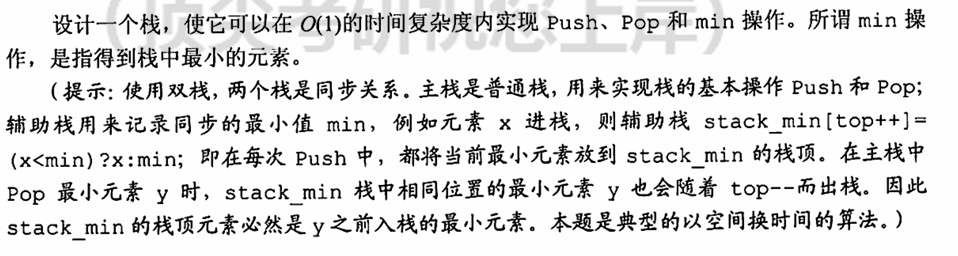 设计一个栈，使它可以在 O(1)的时间复杂度内实现 Push、Pop 和 min 操作。所谓 min 操
作，是指得到栈中最小的元素。
（提示：使用双栈，两个栈是同步关系。主栈是普通栈，用来实现栈的基本操作 Push 和 Pop；
辅助栈用来记录同步的最小值 min，例如元素 x 进栈，则辅助栈 stack_min[top++]=
(x<min)?x:min；即在每次 Push 中，都将当前最小元素放到 stack_min 的栈顶。在主栈中
Pop 最小元素 y 时，stack_min 栈中相同位置的最小元素 y 也会随着 top--而出栈。因此
stack_min 的栈顶元素必然是 y 之前入栈的最小元素。本题是典型的以空间换时间的算法。）